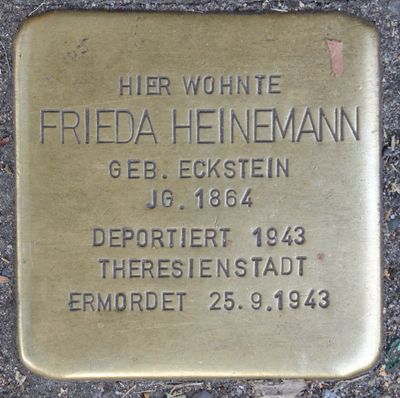 HIER WOHNTE
FRIEDA HEINEMANN
GEB. ECKSTEIN
JG. 1864
DEPORTIERT 1943
THERESIENSTADT
ERMORDET 25.9.1943